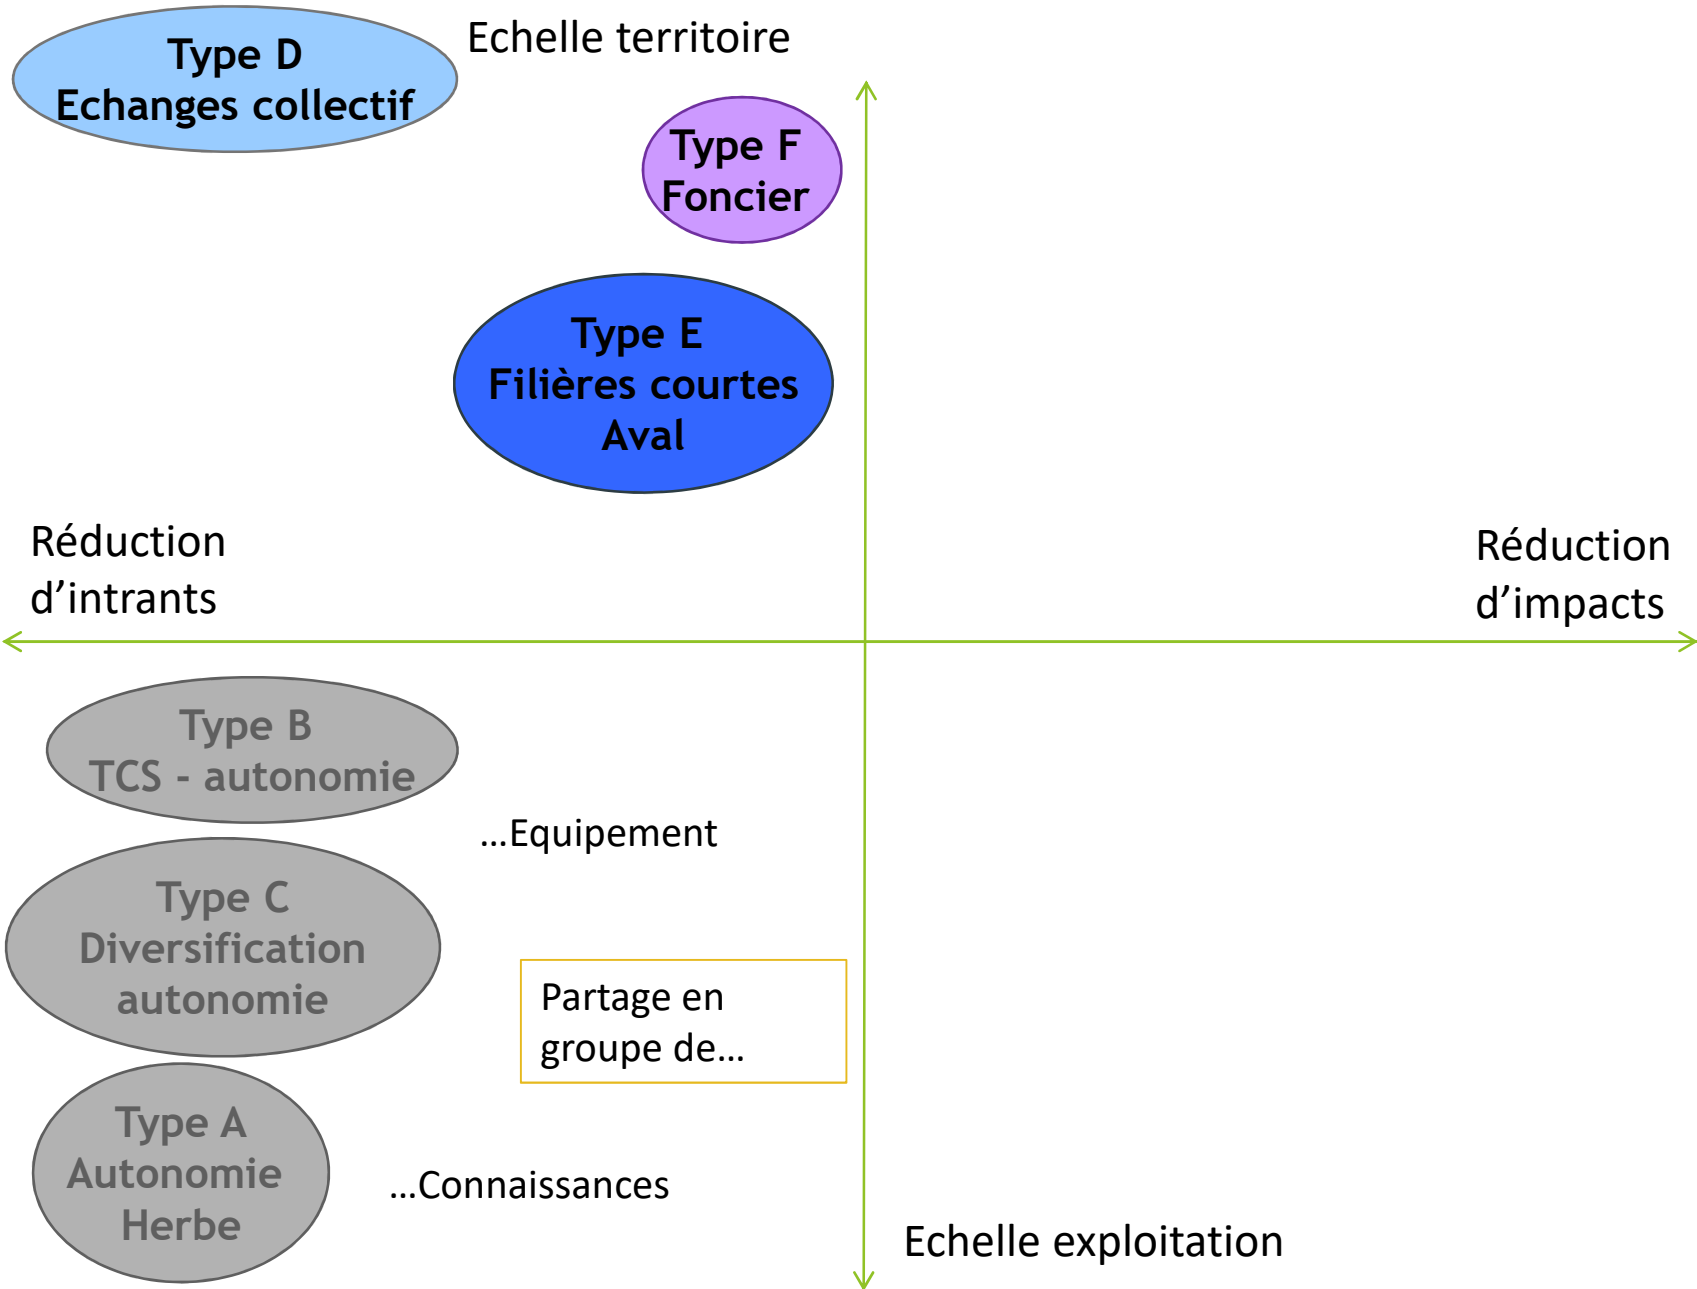 Type D
Echanges collectif
Echelle territoire
Type F
Foncier
Type E
Filières courtes
Aval
Réduction
d’intrants
Réduction
d’impacts
Type B
TCS - autonomie
...Equipement
Type C
Diversification
autonomie
Partage en
groupe de...
Type A
Autonomie
Herbe
...Connaissances
Echelle exploitation